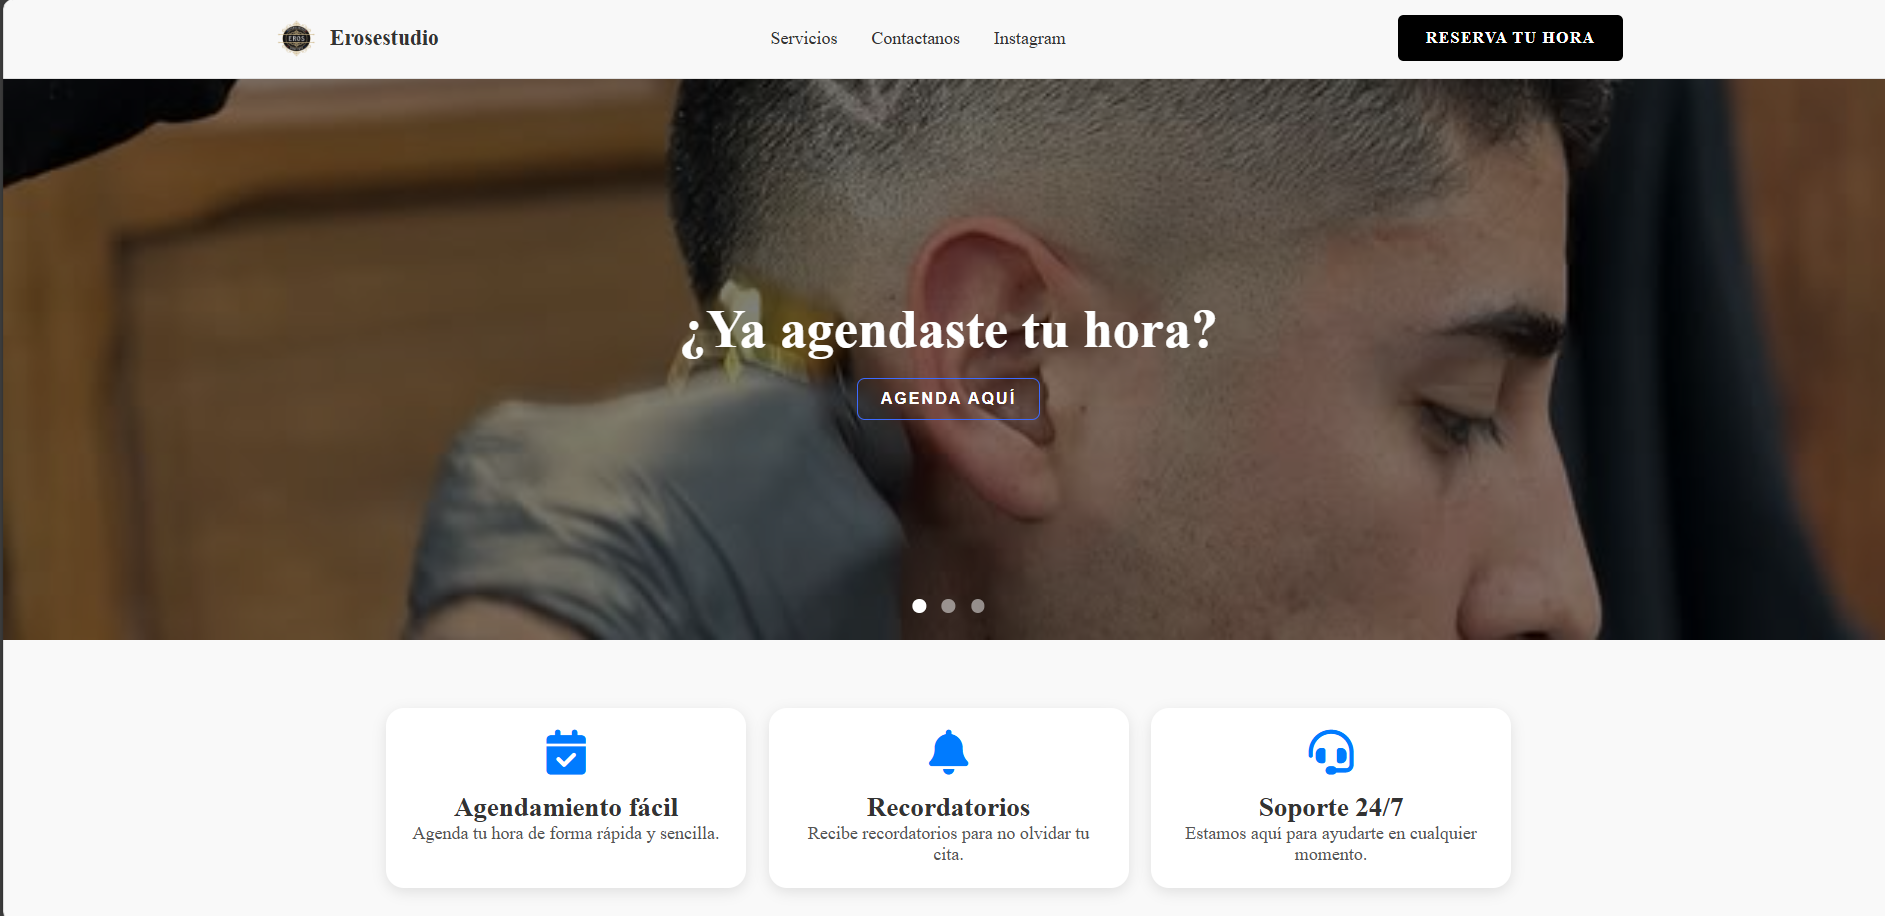 EROS
Erosestudio
Servicios
Contactanos
Instagram
RESERVA TU HORA
¿Ya agendaste tu hora?
AGENDA AQUÍ
Agendamiento fácil
Agenda tu hora de forma rápida y sencilla.
Recordatorios
Recibe recordatorios para no olvidar tu
cita.
Soporte 24/7
Estamos aquí para ayudarte en cualquier
momento.